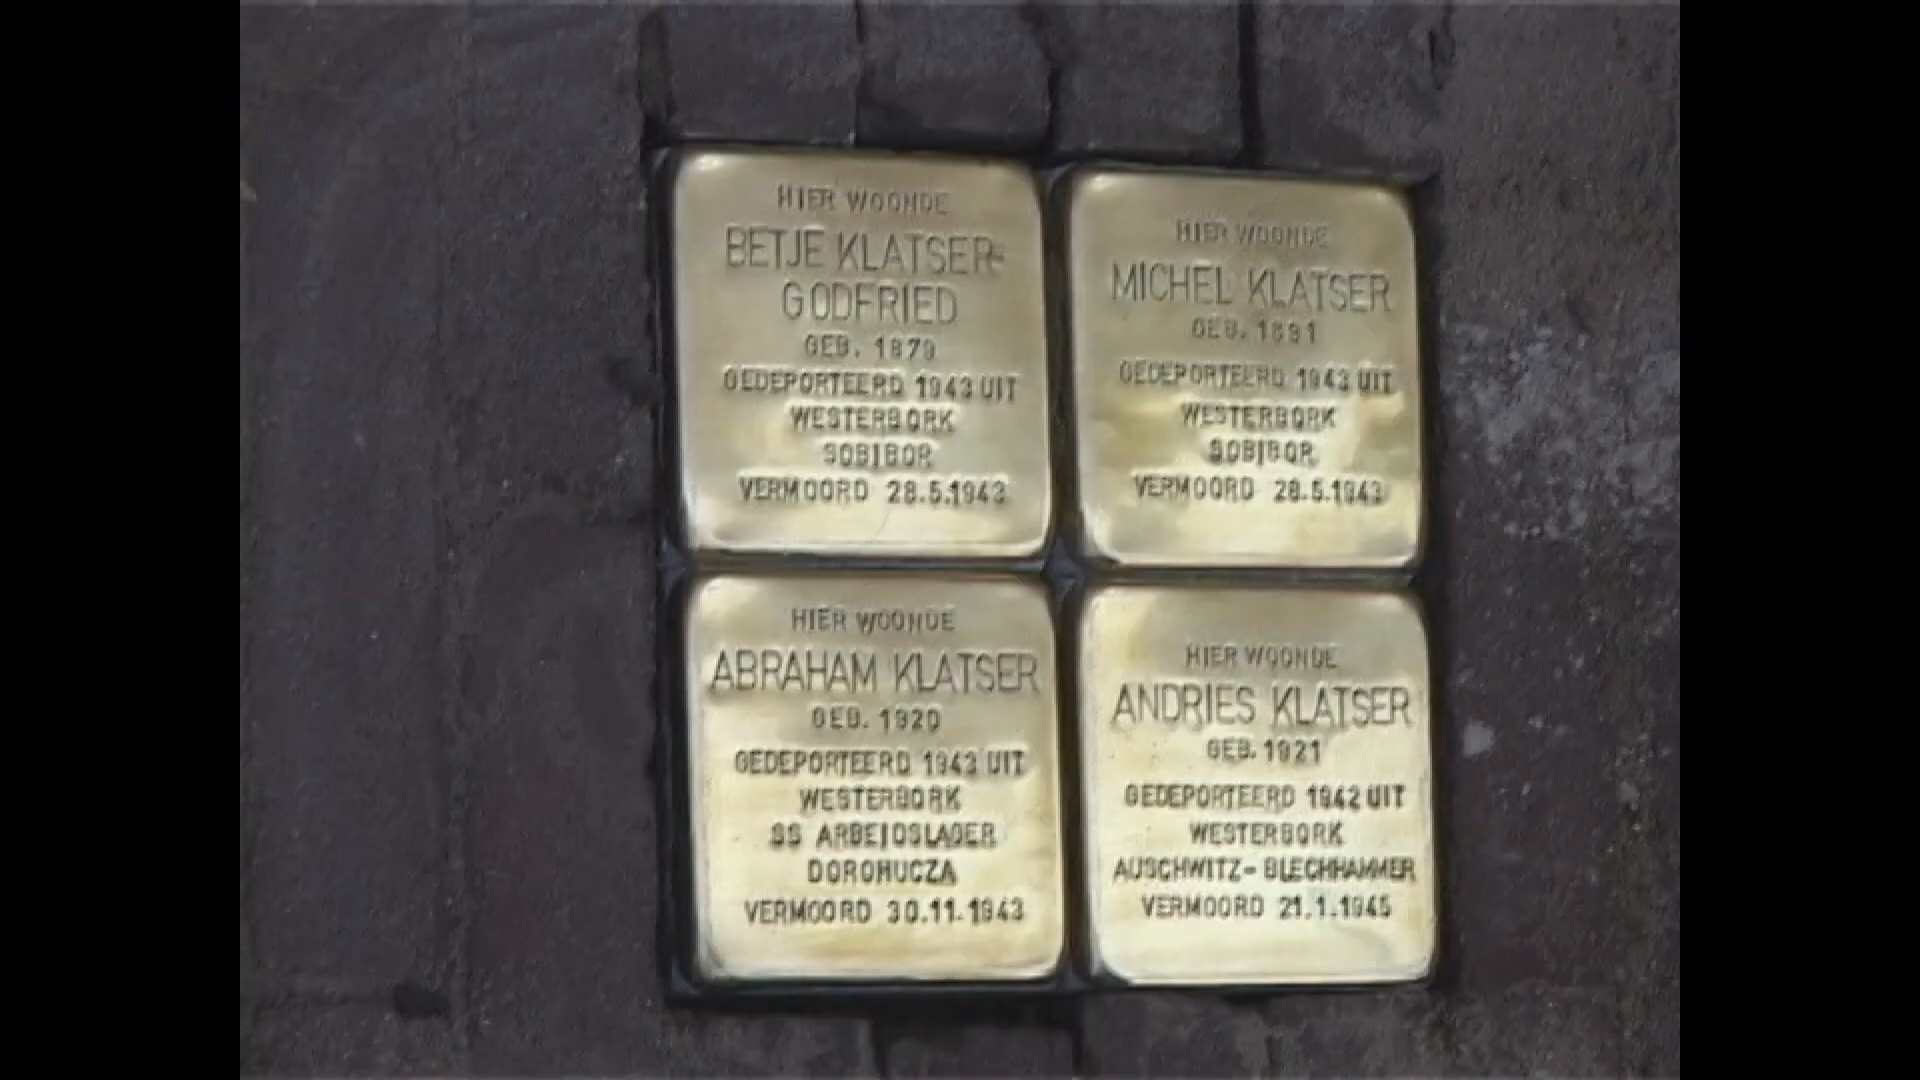 HIER WOONDE
BETJE KLATSER-
GODFRIED
GEB. 1879
GEDEPORTEERD 1943 UIT
WESTERBORK
SOBIBOR
VERMOORD 28.5.1943
HIER WOONDE
MICHEL KLATSER
GEB. 1891
GEDEPORTEERD 1943 UIT
WESTERBORK
SOBIBOR
VERMOORD 28.5.1943
HIER WOONDE
ABRAHAM KLATSER
GEB. 1920
GEDEPORTEERD 1943 UIT
WESTERBORK
SS ARBEJDSLAGER
DOROHUCZA
VERMOORD 30.11.1943
HIER WOONDE
ANDRIES KLATSER
GEB. 1921
GEDEPORTEERD 1942 UIT
WESTERBORK
AUSCHWITZ-BLECHHAMMER
VERMOORD 21.1.1945